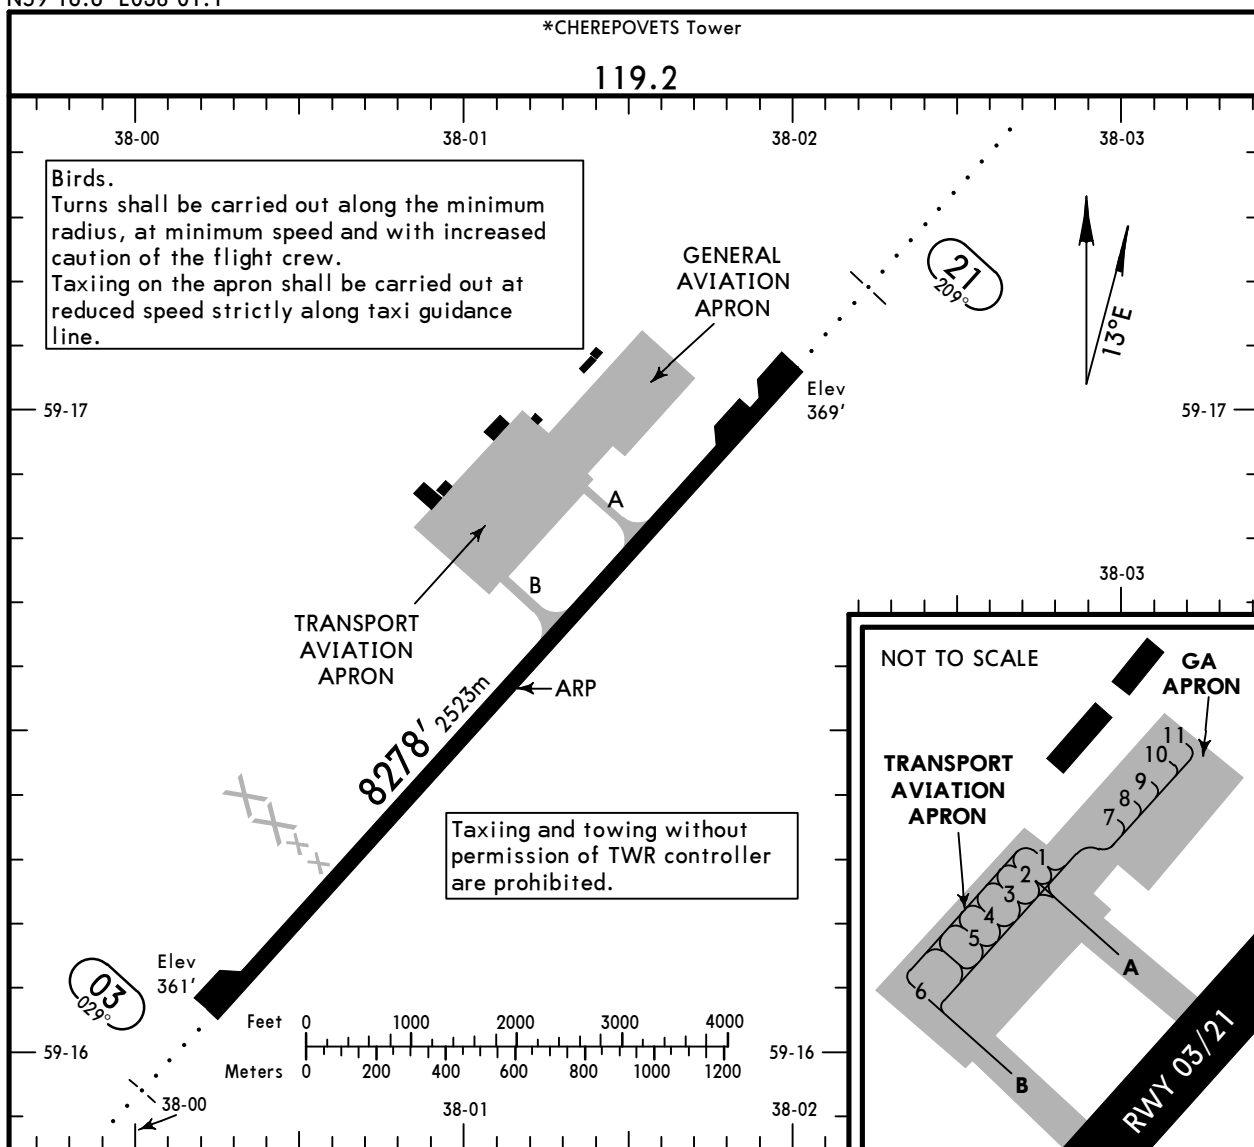 *CHEREPOVETS Tower
119.2
38-00
38-01
38-02
38-03
Birds.
Turns shall be carried out along the minimum
radius, at minimum speed and with increased
caution of the flight crew.
Taxiing on the apron shall be carried out at
reduced speed strictly along taxi guidance
line.
GENERAL
AVIATION
APRON
21
209°
13°E
Elev
369'
59-17
59-17
A
B
38-03
TRANSPORT
AVIATION
APRON
ARP
8278' 2523m
Taxiing and towing without
permission of TWR controller
are prohibited.
Elev
361'
03
029°
Feet 0 1000 2000 3000 4000
Meters 0 200 400 600 800 1000 1200
59-16
59-16
38-00
38-01
38-02
NOT TO SCALE
GA
APRON
TRANSPORT
AVIATION
APRON
11
10
9
8
7
1
2
3
4
5
6
A
B
RWY 03/21